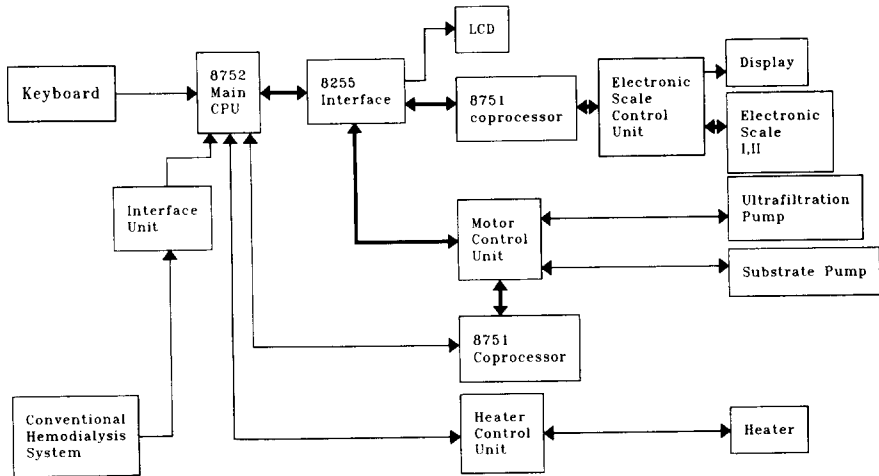 LCD
Keyboard
8752
Main
CPU
8255
Interface
8751
coprocessor
Electronic
Scale
Control
Unit
Display
Electronic
Scale
I,II
Interface
Unit
Motor
Control
Unit
Ultrafiltration
Pump
Substrate Pump
8751
Coprocessor
Conventional
Hemodialysis
System
Heater
Control
Unit
Heater